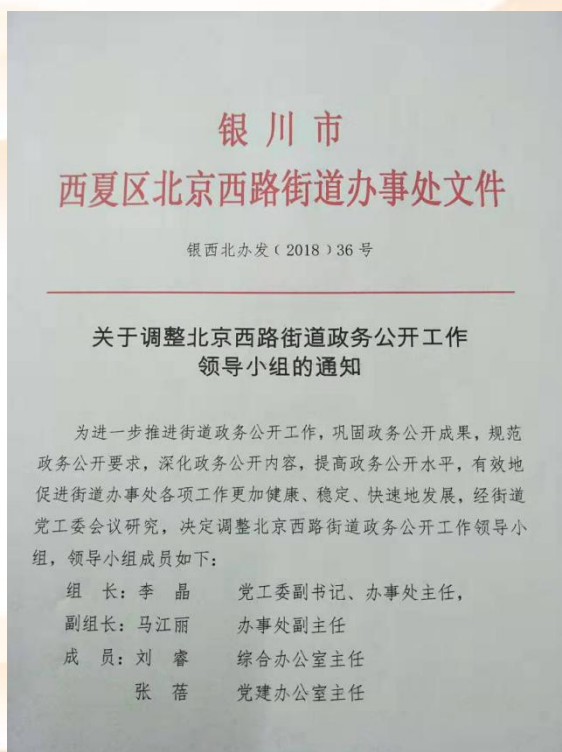 银川市
西夏区北京西路街道办事处文件
银西北办发﹝2018﹞36 号
关于调整北京西路街道政务公开工作
领导小组的通知
为进一步推进街道政务公开工作，巩固政务公开成果，规范
政务公开要求，深化政务公开内容，提高政务公开水平，有效地
促进街道办事处各项工作更加健康、稳定、快速地发展，经街道
党工委会议研究，决定调整北京西路街道政务公开工作领导小
组，领导小组成员如下：
组 长：李 晶 党工委副书记、办事处主任，
副组长：马江丽 办事处副主任
成 员：刘 睿 综合办公室主任
张 蓓 党建办公室主任